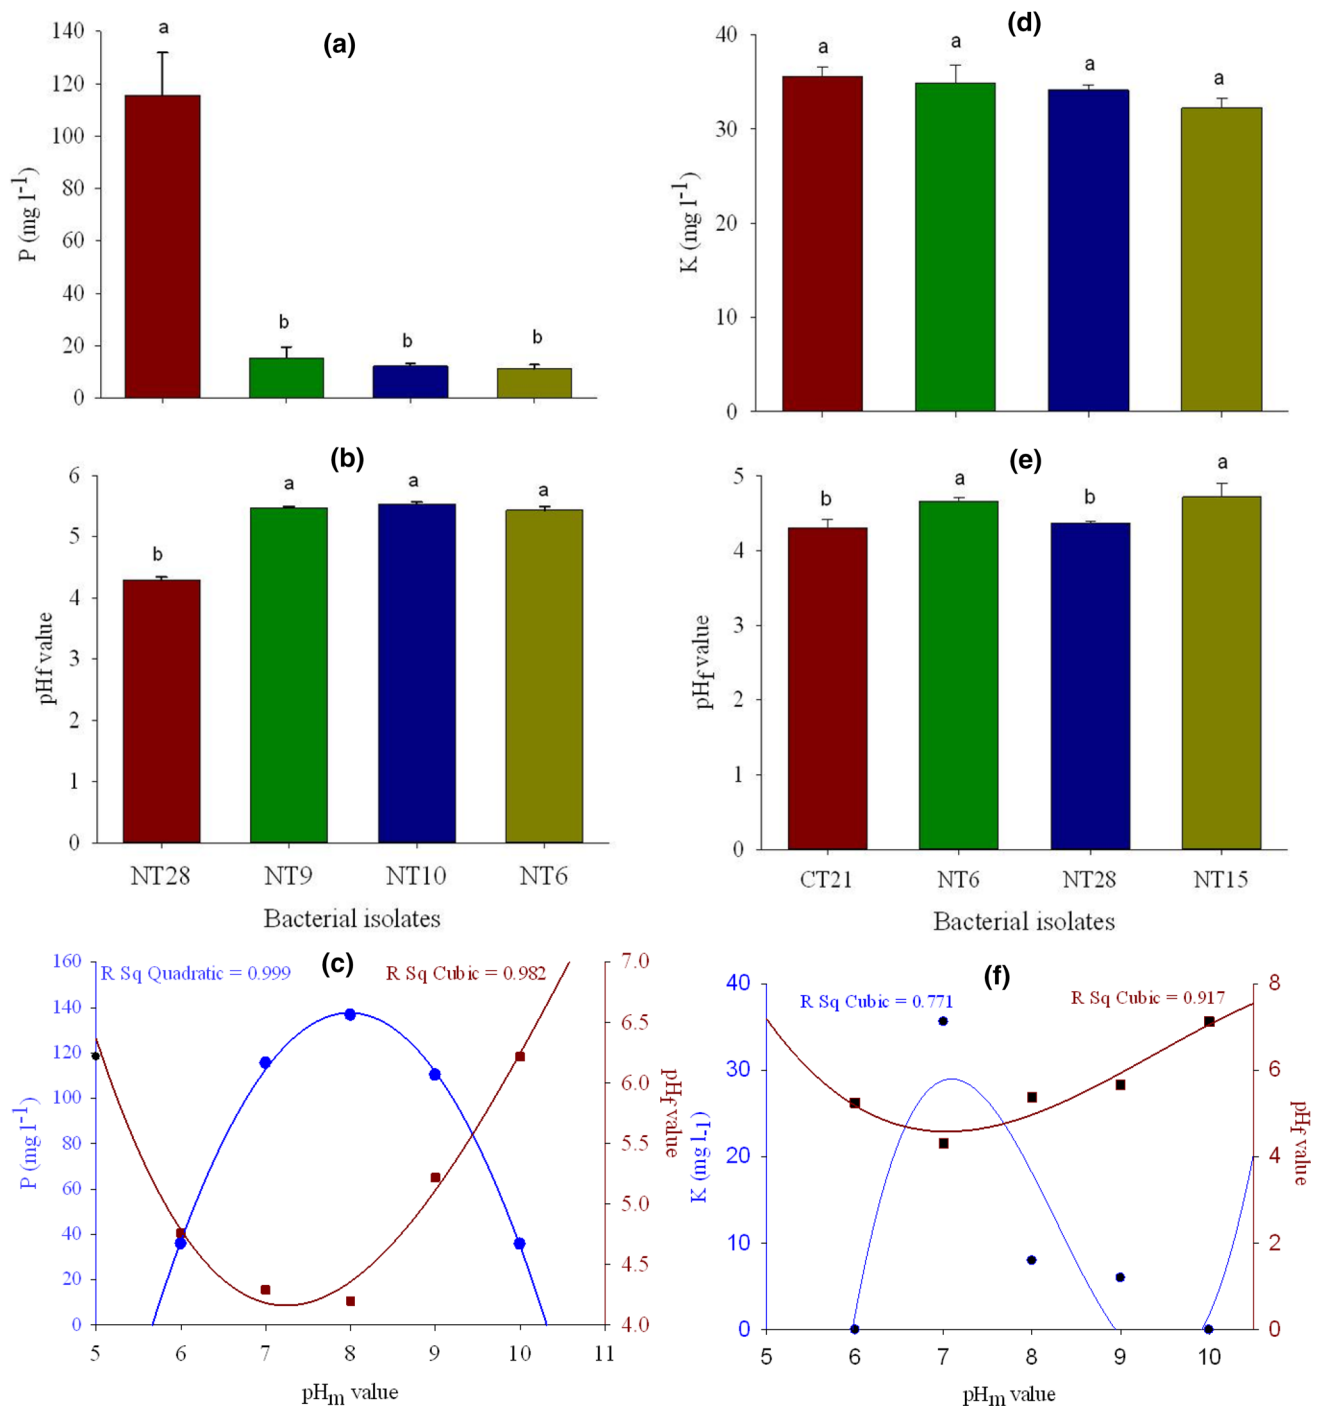 (a)
140
120
100
80
60
40
20
0
P (mg l-1)
a
b
b
b
(d)
40
30
20
10
0
K (mg l-1)
a
a
a
a
(b)
6
5
4
3
2
1
0
pHf value
b
a
a
a
NT28 NT9 NT10 NT6
Bacterial isolates
(e)
5
4
3
2
1
0
pHf value
b
a
b
a
CT21 NT6 NT28 NT15
Bacterial isolates
(c)
R Sq Quadratic = 0.999
R Sq Cubic = 0.982
160
140
120
100
80
60
40
20
0
P (mg l-1)
7.0
6.5
6.0
5.5
5.0
4.5
4.0
pHf value
5 6 7 8 9 10 11
pHm value
(f)
R Sq Cubic = 0.771
R Sq Cubic = 0.917
40
30
20
10
0
K (mg l-1)
8
6
4
2
0
pHf value
5 6 7 8 9 10
pHm value